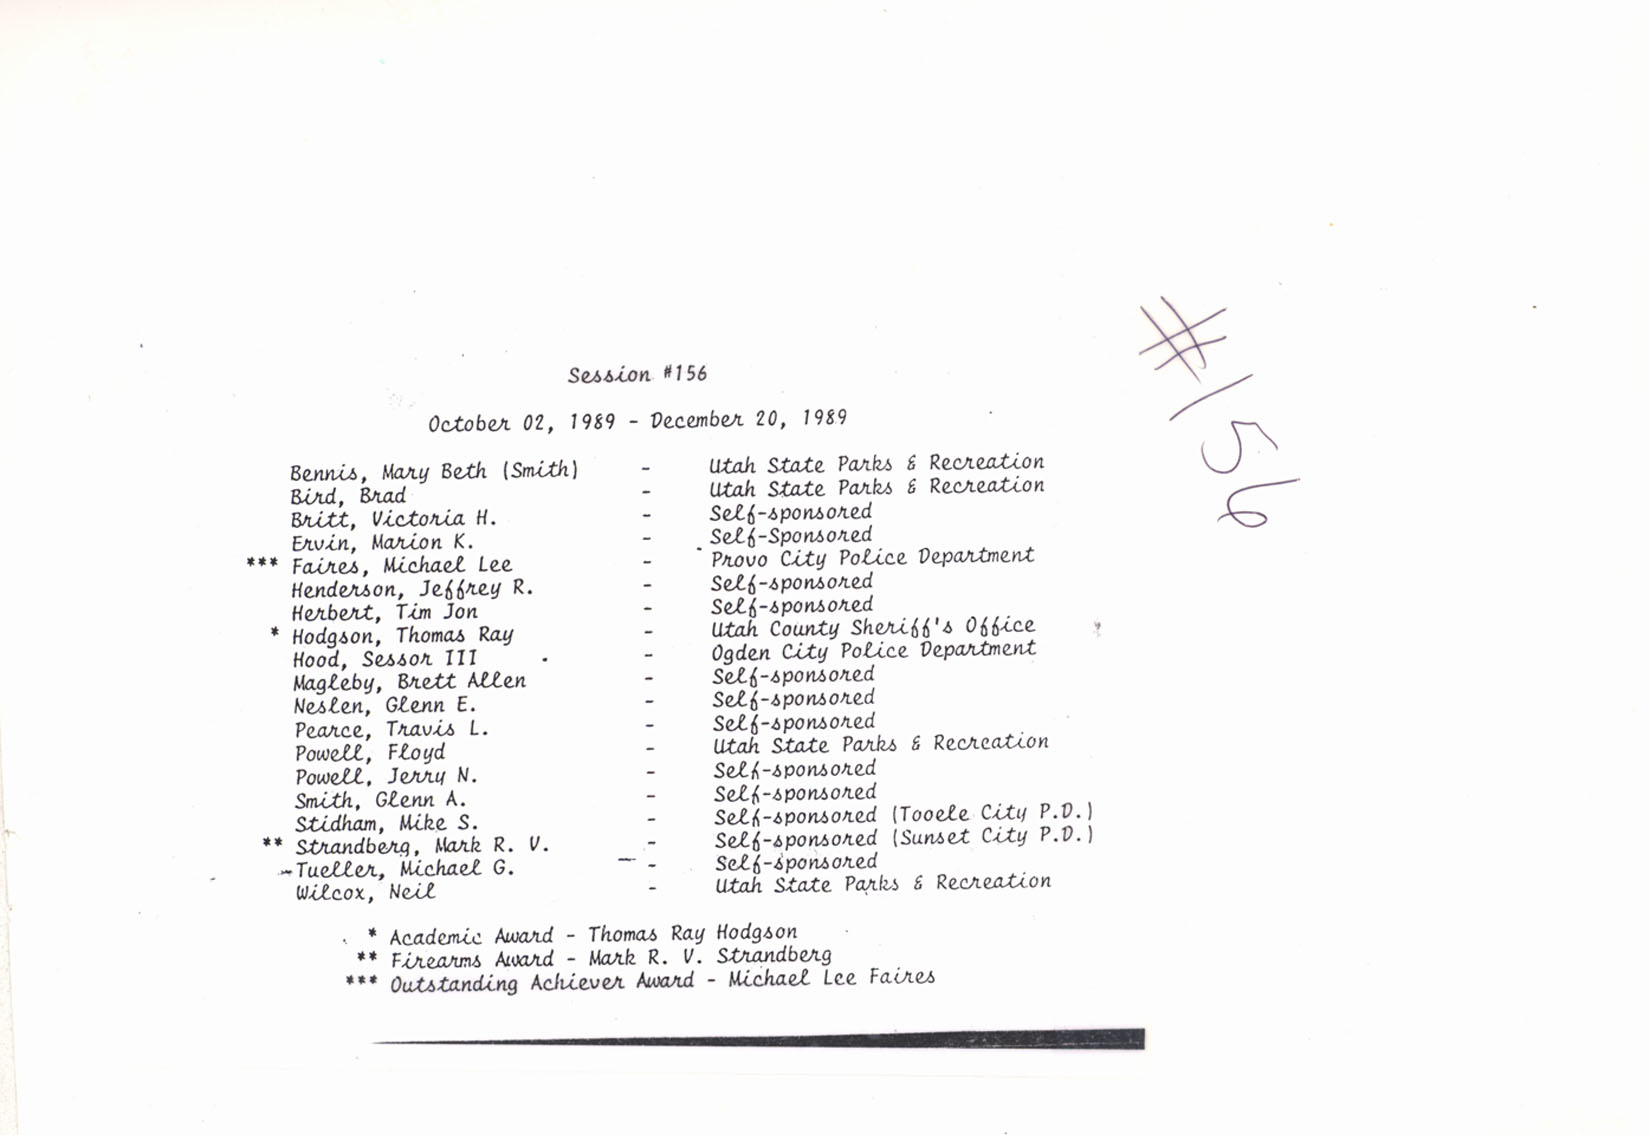 Session #156
#156
October 02, 1989 - December 20, 1989
Bennis, Mary Beth (Smith) - Utah State Parks & Recreation
Bird, Brad - Utah State Parks & Recreation
Britt, Victoria H. - Self-sponsored
Ervin, Marion K. - Self-Sponsored
*** Faires, Michael Lee - Provo City Police Department
Henderson, Jeffrey R. - Self-sponsored
Herbert, Tim Jon - Self-sponsored
* Hodgson, Thomas Ray - Utah County Sheriff's Office
Hood, Sessor III - Ogden City Police Department
Magleby, Brett Allen - Self-sponsored
Neslen, Glenn E. - Self-sponsored
Pearce, Travis L. - Self-sponsored
Powell, Floyd - Utah State Parks & Recreation
Powell, Jerry N. - Self-sponsored
Smith, Glenn A. - Self-sponsored
Stidham, Mike S. - Self-sponsored (Tooele City P.D.)
** Strandberg, Mark R. V. - Self-sponsored (Sunset City P.D.)
Tueller, Michael G. - Self-sponsored
Wilcox, Neil - Utah State Parks & Recreation
* Academic Award - Thomas Ray Hodgson
** Firearms Award - Mark R. V. Strandberg
*** Outstanding Achiever Award - Michael Lee Faires